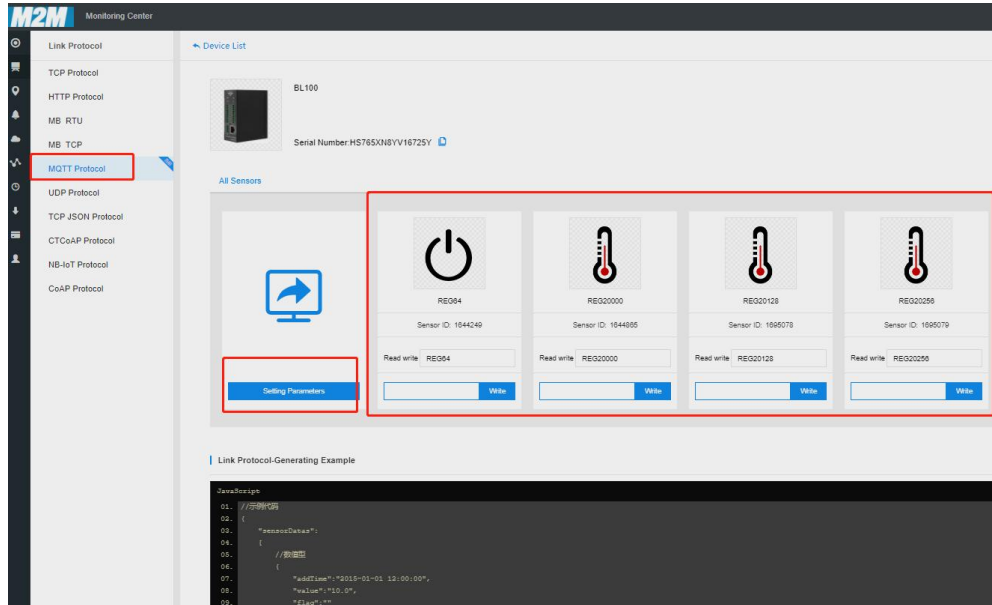 M2M Monitoring Center
Link Protocol
Device List
TCP Protocol
HTTP Protocol
MB RTU
MB TCP
MQTT Protocol
UDP Protocol
TCP JSON Protocol
CTCoAP Protocol
NB-IoT Protocol
CoAP Protocol
BL100
Serial Number:HS765XN8YV16725Y
All Sensors
Setting Parameters
REG64
Sensor ID: 1644249
Read write REG64
Write
REG20000
Sensor ID: 1644865
Read write REG20000
Write
REG20128
Sensor ID: 1695078
Read write REG20128
Write
REG20256
Sensor ID: 1695079
Read write REG20256
Write
Link Protocol-Generating Example
JavaScript
01. //示例代码
02. {
03. "sensorDatas":
04. {
05. //数值型
06. {
07. "addTime":"2015-01-01 12:00:00",
08. "value":"10.0",
09. "flag":""